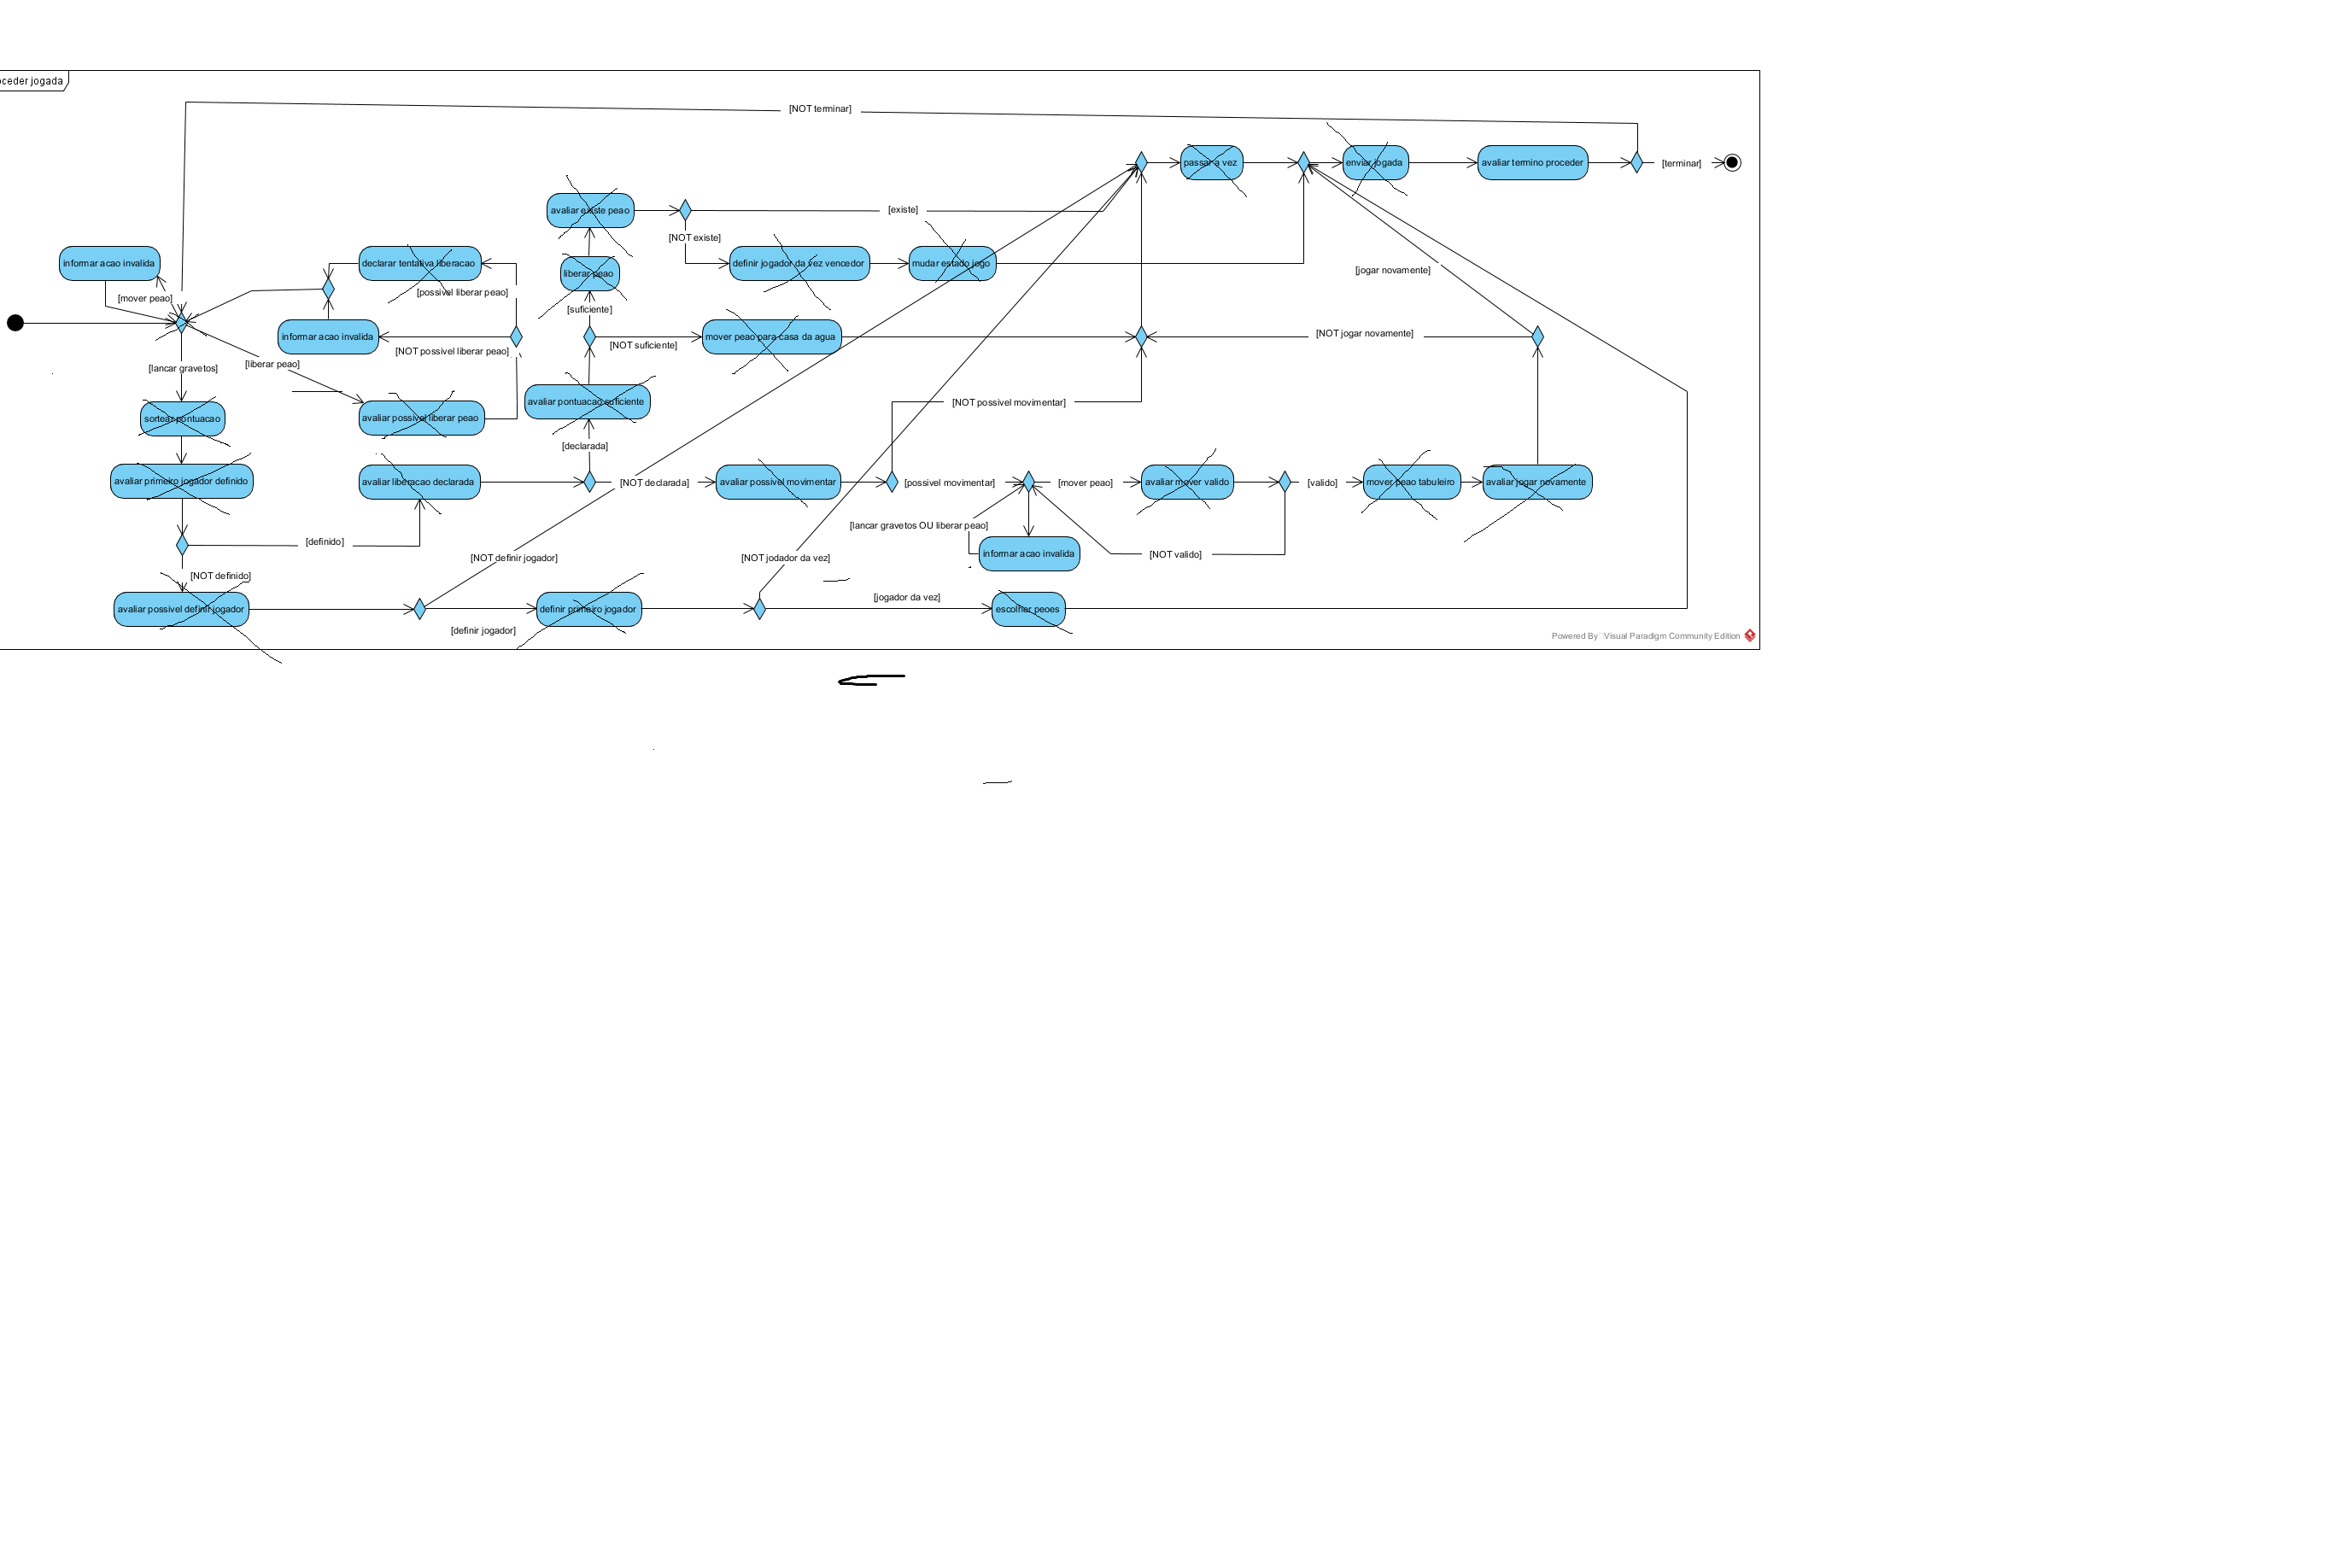 oceder jogada
[NOT terminar]
passar a vez
enviar jogada
avaliar termino proceder
[terminar]
avaliar existe peao
[existe]
[NOT existe]
informar acao invalida
declarar tentativa liberacao
liberar peao
definir jogador da vez vencedor
mudar estado jogo
[jogar novamente]
[mover peao]
[possivel liberar peao]
[suficiente]
informar acao invalida
[NOT possivel liberar peao]
[NOT suficiente]
mover peao para casa da agua
[NOT jogar novamente]
[lancar gravetos]
[liberar peao]
avaliar pontuacao suficiente
[NOT possivel movimentar]
sortear pontuacao
avaliar possivel liberar peao
[declarada]
avaliar primeiro jogador definido
avaliar liberacao declarada
[NOT declarada]
avaliar possivel movimentar
[possivel movimentar]
[mover peao]
avaliar mover valido
[valido]
mover peao tabuleiro
avaliar jogar novamente
[lancar gravetos OU liberar peao]
[definido]
[NOT definir jogador]
[NOT jodador da vez]
informar acao invalida
[NOT valido]
[NOT definido]
avaliar possivel definir jogador
[definir jogador]
definir primeiro jogador
[jogador da vez]
escolher peoes
Powered By Visual Paradigm Community Edition